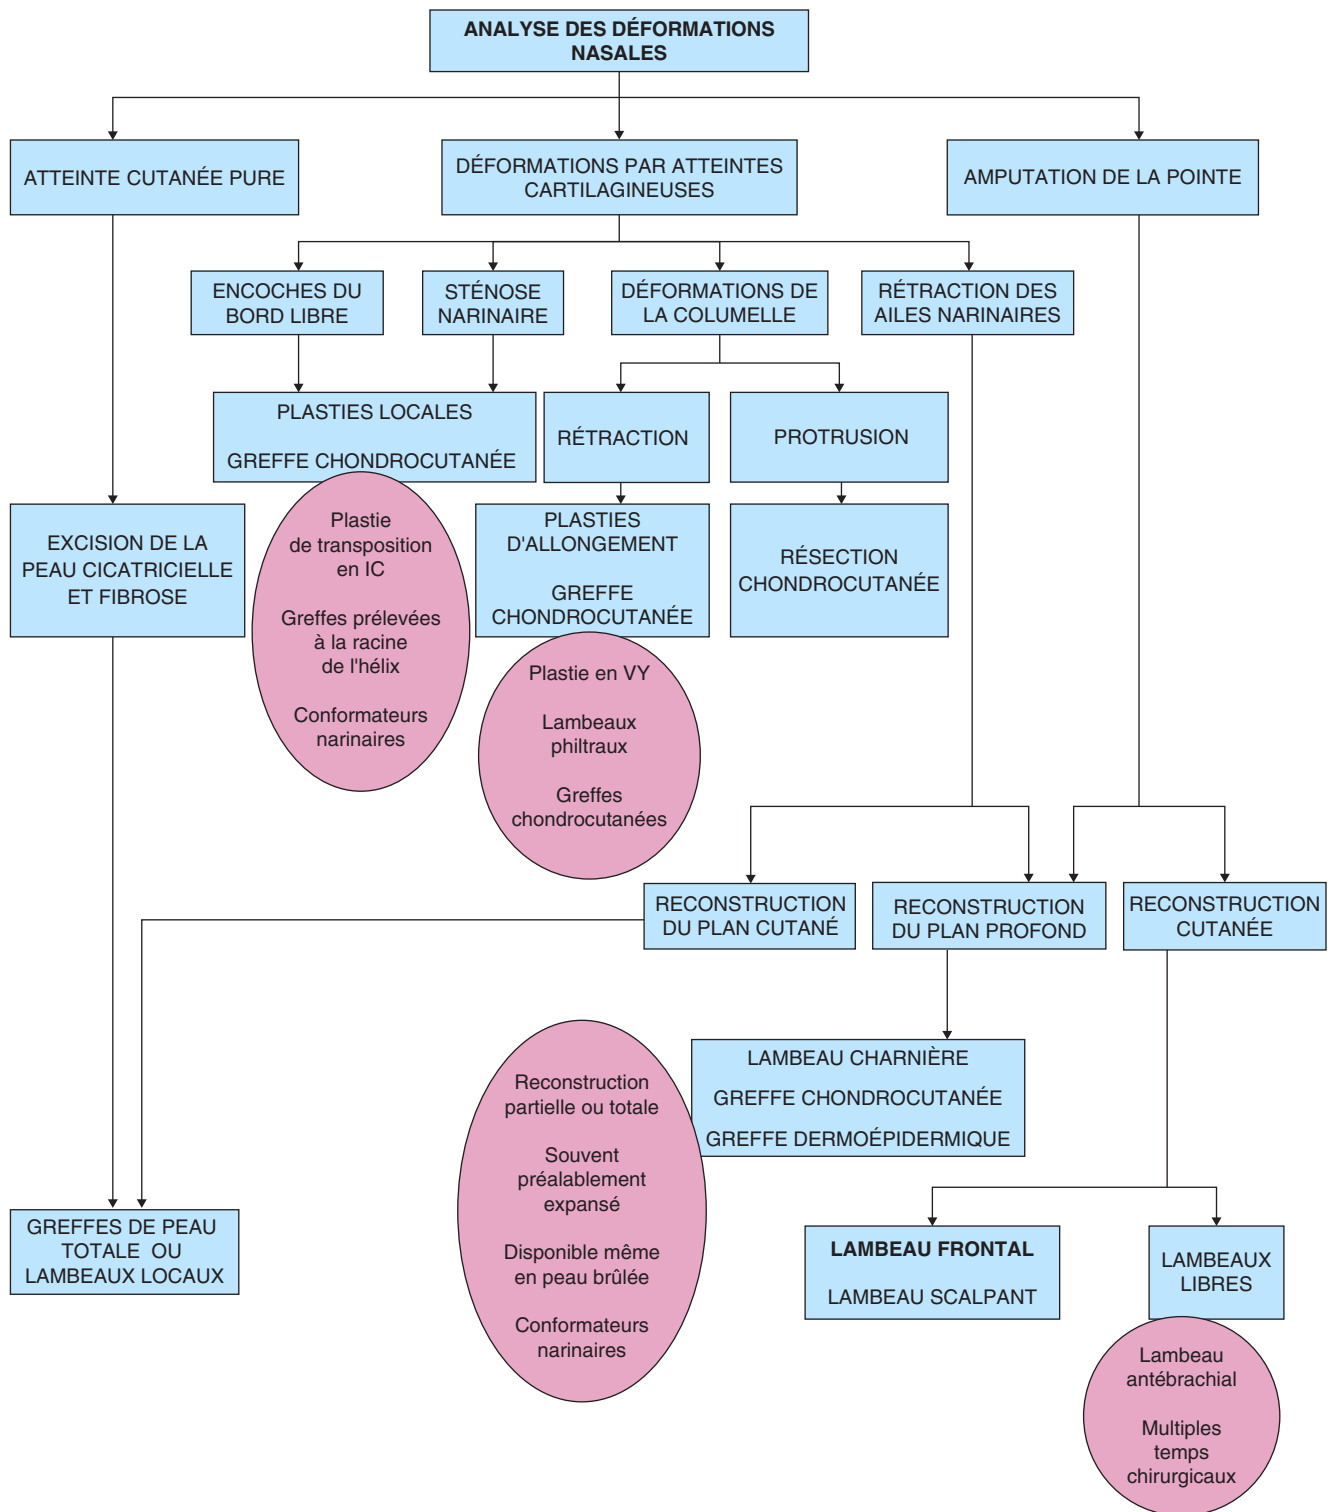 ANALYSE DES DÉFORMATIONS
NASALES
ATTEINTE CUTANÉE PURE
DÉFORMATIONS PAR ATTEINTES
CARTILAGINEUSES
AMPUTATION DE LA POINTE
ENCOCHES DU
BORD LIBRE
STÉNOSE
NARINAIRE
DÉFORMATIONS DE
LA COLUMELLE
RÉTRACTION DES
AILES NARINAIRES
PLASTIES LOCALES
GREFFE CHONDROCUTANÉE
RÉTRACTION
PROTRUSION
EXCISION DE LA
PEAU CICATRICIELLE
ET FIBROSE
Plastie
de transposition
en IC
Greffes prélevées
à la racine
de l'hélix
Conformateurs
narinaires
PLASTIES
D'ALLONGEMENT
GREFFE
CHONDROCUTANÉE
RÉSECTION
CHONDROCUTANÉE
Plastie en VY
Lambeaux
philtraux
Greffes
chondrocutanées
RECONSTRUCTION
DU PLAN CUTANÉ
RECONSTRUCTION
DU PLAN PROFOND
RECONSTRUCTION
CUTANÉE
LAMBEAU CHARNIÈRE
GREFFE CHONDROCUTANÉE
GREFFE DERMOÉPIDERMIQUE
Reconstruction
partielle ou totale
Souvent
préalablement
expansé
Disponible même
en peau brûlée
Conformateurs
narinaires
GREFFES DE PEAU
TOTALE OU
LAMBEAUX LOCAUX
LAMBEAU FRONTAL
LAMBEAU SCALPANT
LAMBEAUX
LIBRES
Lambeau
antébrachial
Multiples
temps
chirurgicaux